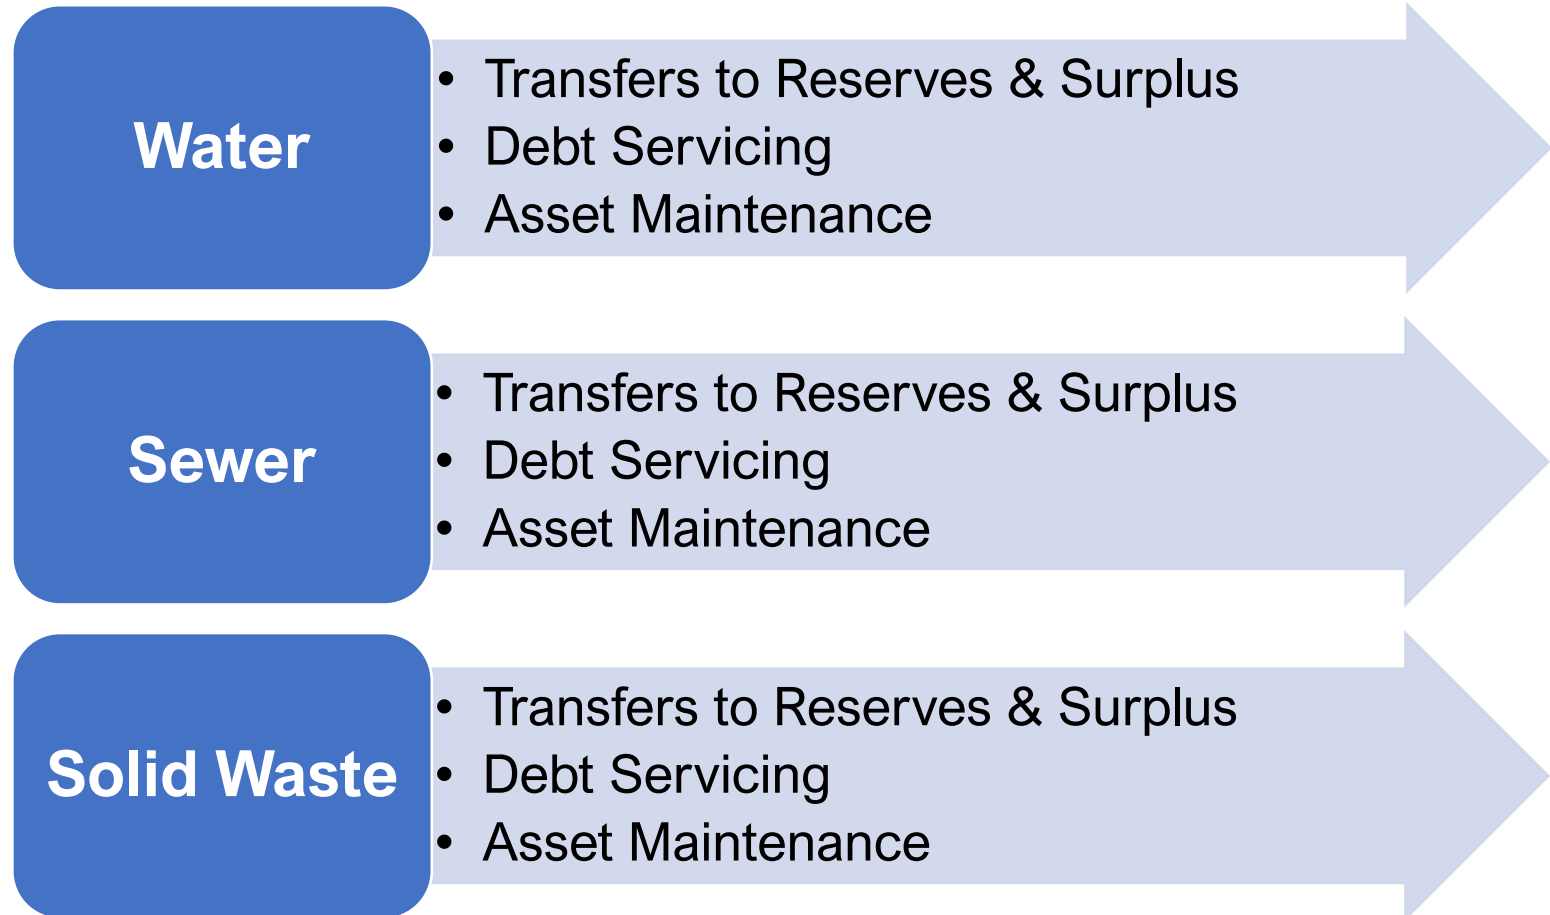 Water
• Transfers to Reserves & Surplus
• Debt Servicing
• Asset Maintenance
Sewer
• Transfers to Reserves & Surplus
• Debt Servicing
• Asset Maintenance
Solid Waste
• Transfers to Reserves & Surplus
• Debt Servicing
• Asset Maintenance